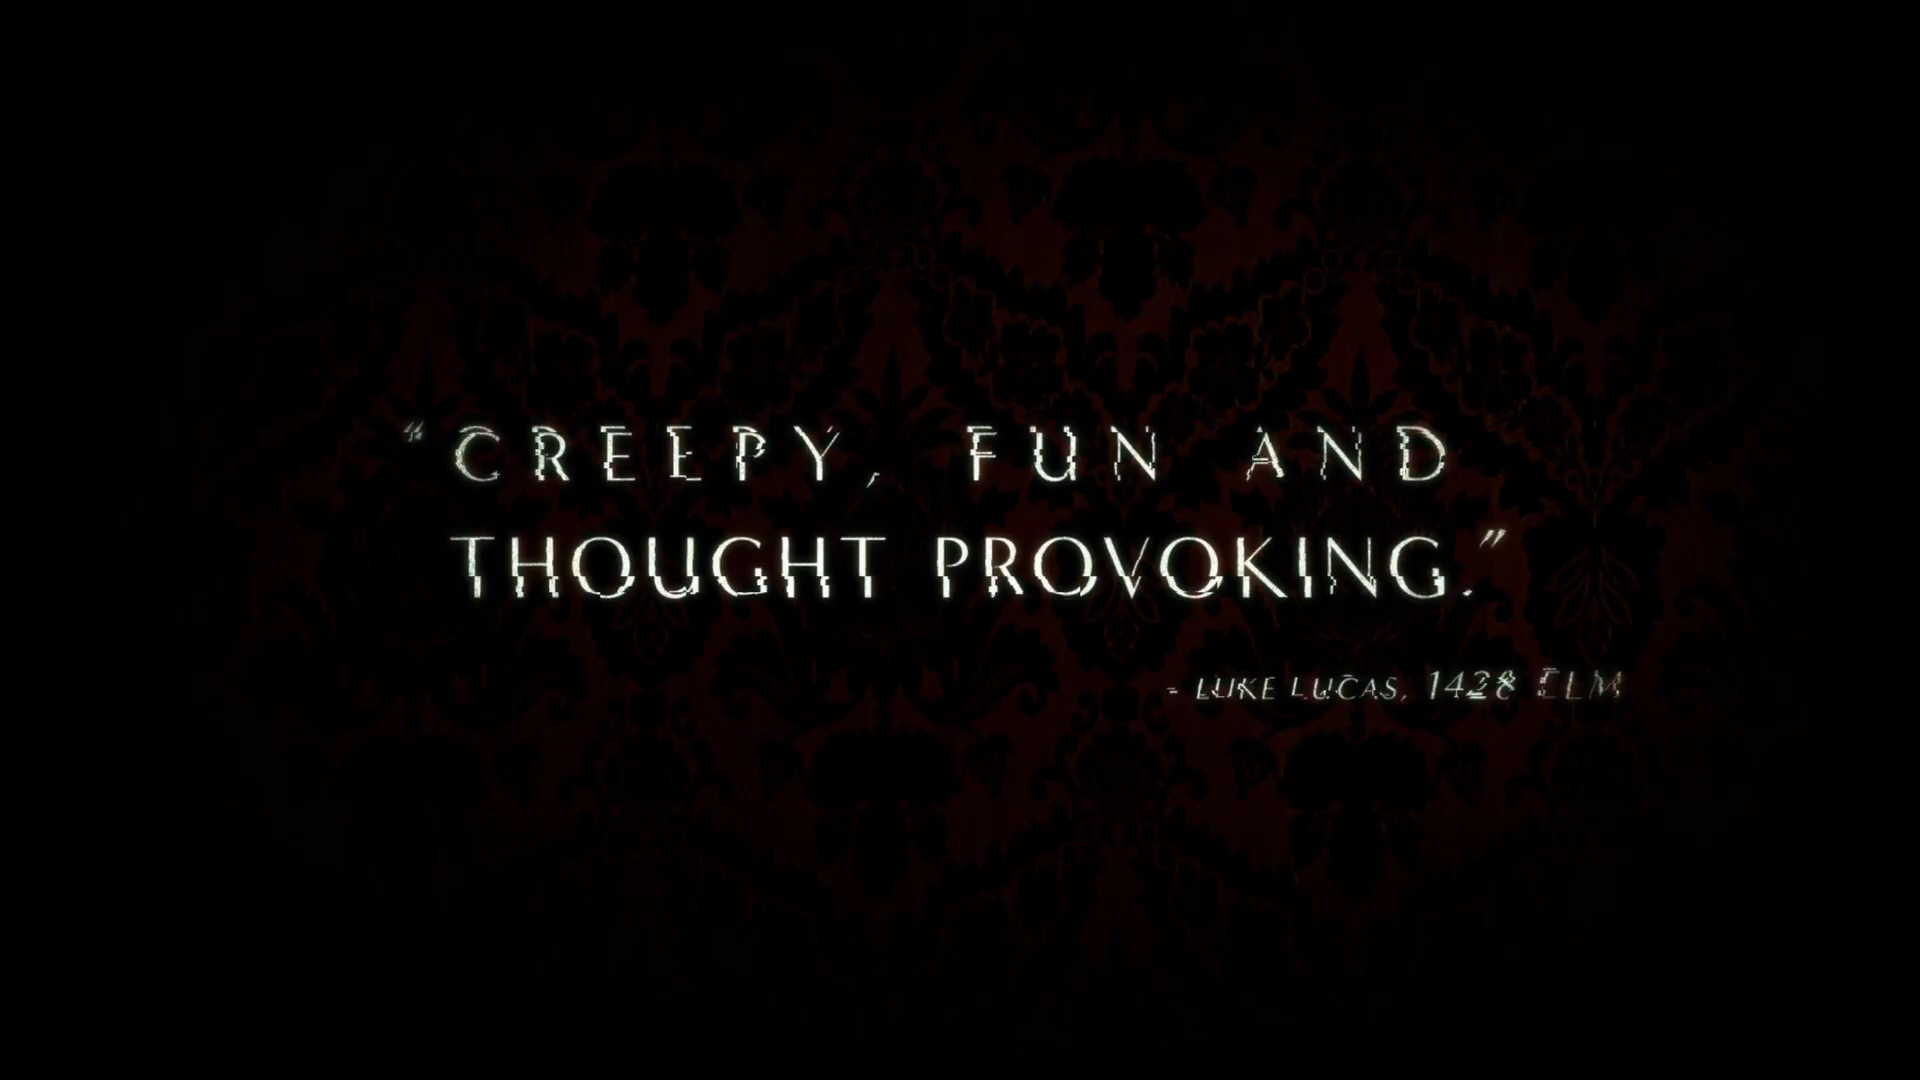 “CREEPY, FUN AND
THOUGHT PROVOKING.”
- LUKE LUCAS, 1428 ELM